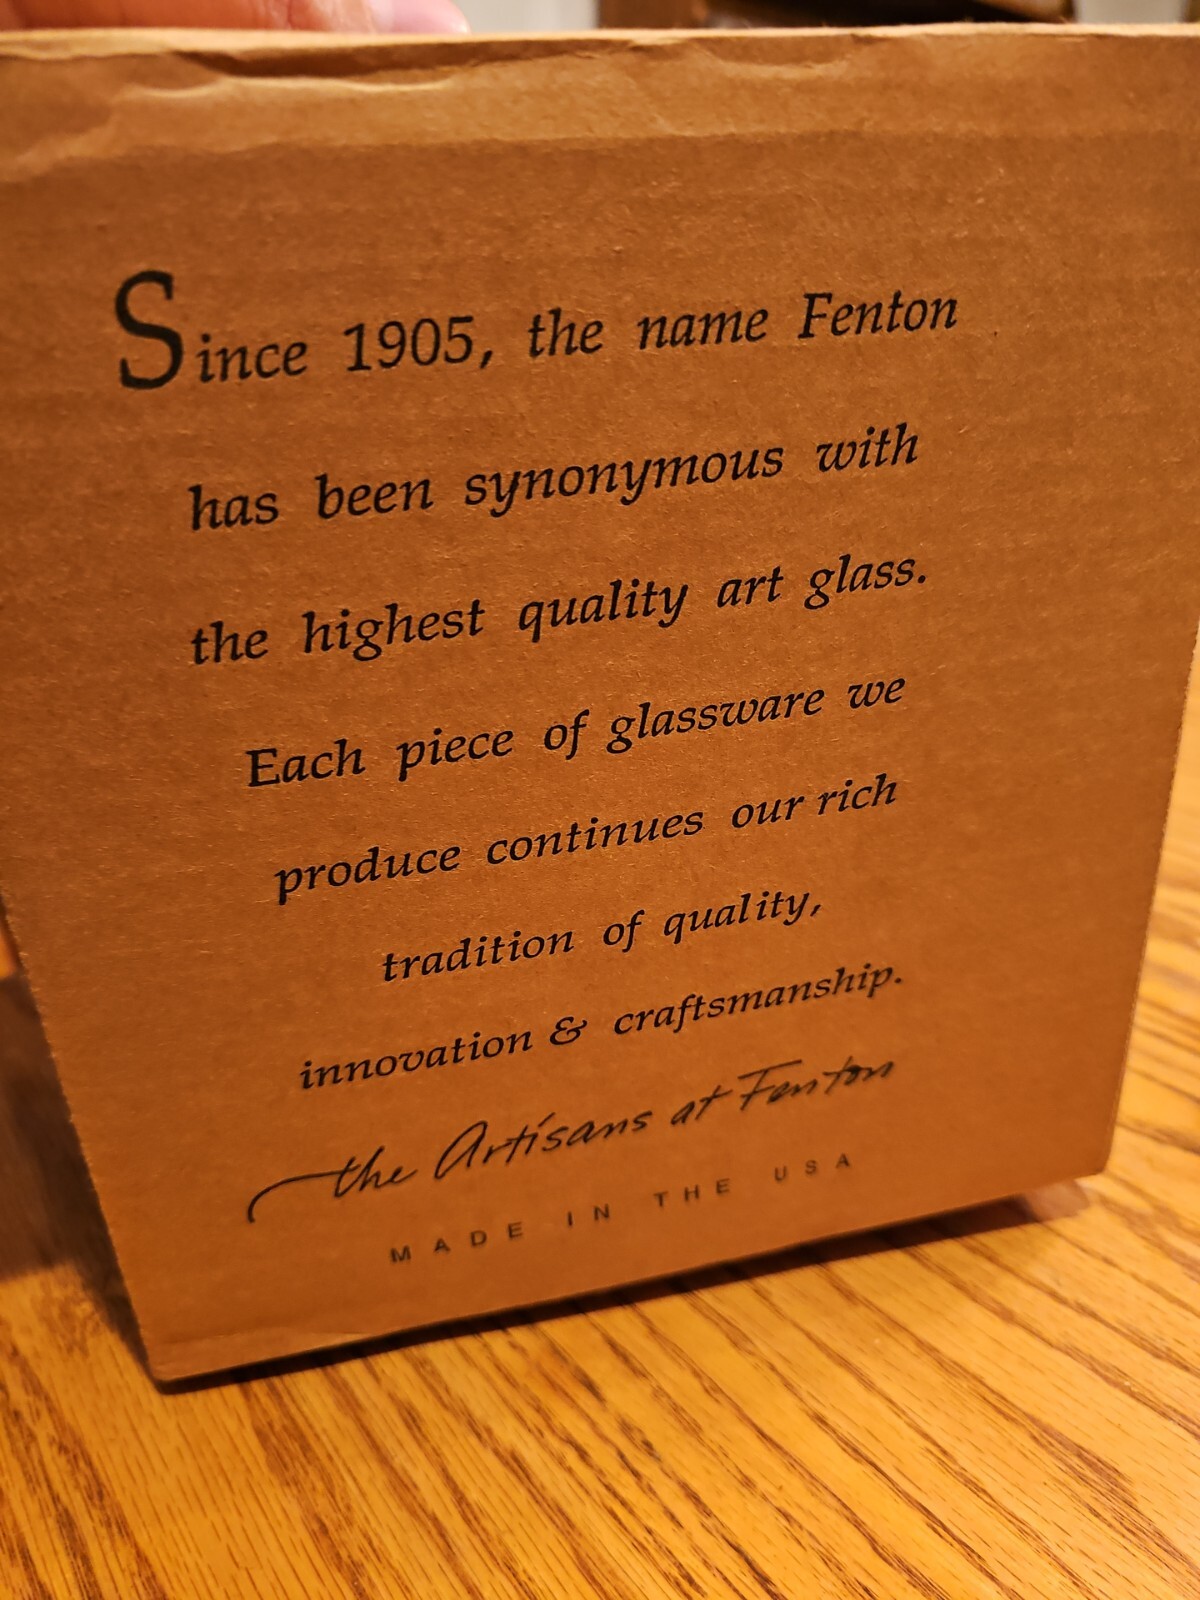 Since 1905, the name Fenton
has been synonymous with
the highest quality art glass.
Each piece of glassware we
produce continues our rich
tradition of quality,
innovation & craftsmanship.
the Artisans at Fenton
MADE IN THE USA